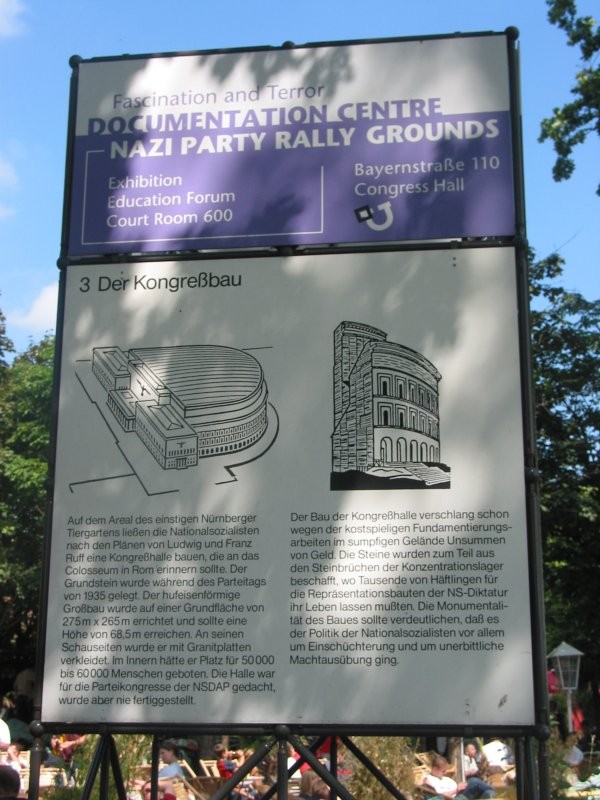 Fascination and Terror
DOCUMENTATION CENTRE
NAZI PARTY RALLY GROUNDS
Exhibition
Education Forum
Court Room 600
Bayernstraße 110
Congress Hall
3 Der Kongreßbau
Auf dem Areal des einstigen Nürnberger
Tiergartens ließen die Nationalsozialisten
nach den Plänen von Ludwig und Franz
Ruff eine Kongreßhalle bauen, die an das
Colosseum in Rom erinnern sollte. Der
Grundstein wurde während des Parteitags
von 1935 gelegt. Der hufeisenförmige
Großbau wurde auf einer Grundfläche von
275 m x 265 m errichtet und sollte eine
Höhe von 68,5 m erreichen. An seinen
Schauseiten wurde er mit Granitplatten
verkleidet. Im Innern hätte er Platz für 50 000
bis 60 000 Menschen geboten. Die Halle war
für die Parteikongresse der NSDAP gedacht,
wurde aber nie fertiggestellt.
Der Bau der Kongreßhalle verschlang schon
wegen der kostspieligen Fundamentierungs-
arbeiten im sumpfigen Gelände Unsummen
von Geld. Die Steine wurden zum Teil aus
den Steinbrüchen der Konzentrationslager
beschafft, wo Tausende von Häftlingen für
die Repräsentationsbauten der NS-Diktatur
ihr Leben lassen mußten. Die Monumentali-
tät des Baues sollte verdeutlichen, daß es
der Politik der Nationalsozialisten vor allem
um Einschüchterung und um unerbittliche
Machtausübung ging.